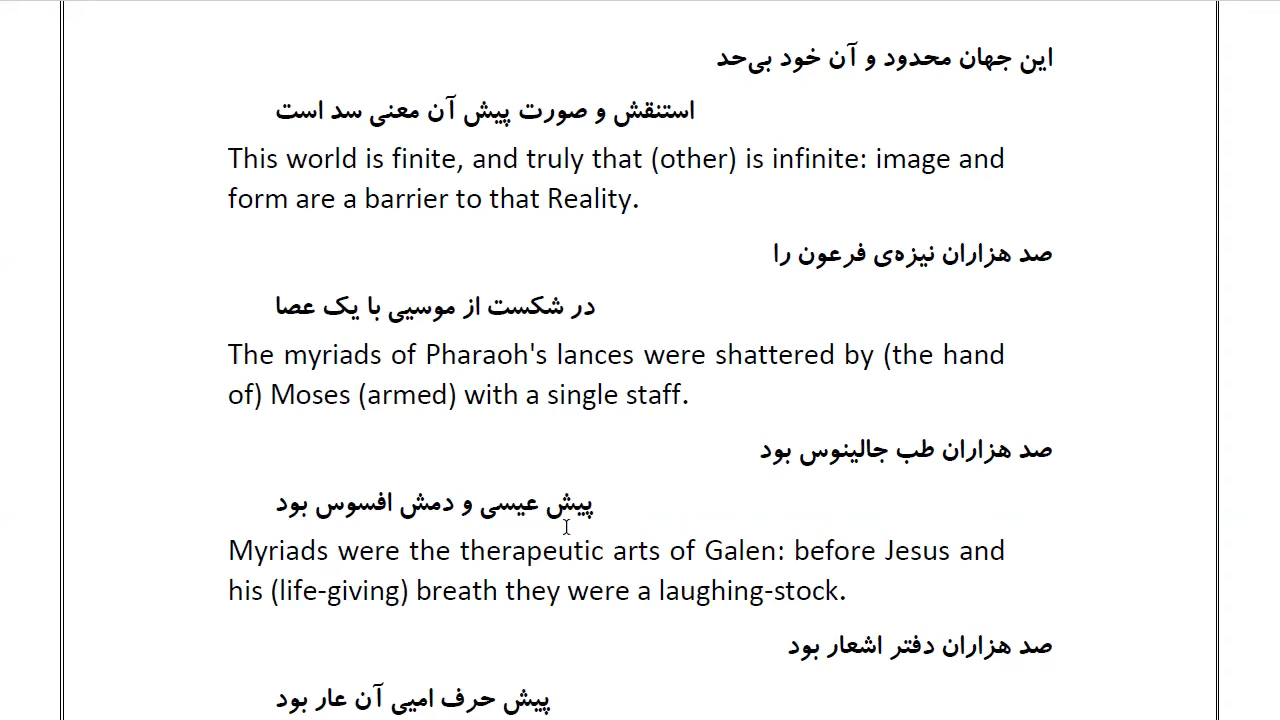 این جهان محدود و آن خود بی‌حد
استنقش و صورت پیش آن معنی سد است
This world is finite, and truly that (other) is infinite: image and
form are a barrier to that Reality.
صد هزاران نیزه‌ی فرعون را
در شکست از موسیی با یک عصا
The myriads of Pharaoh's lances were shattered by (the hand
of) Moses (armed) with a single staff.
صد هزاران طب جالینوس بود
پیش عیسی و دمش افسوس بود
Myriads were the therapeutic arts of Galen: before Jesus and
his (life-giving) breath they were a laughing-stock.
صد هزاران دفتر اشعار بود
پیش حرف امیی آن عار بود